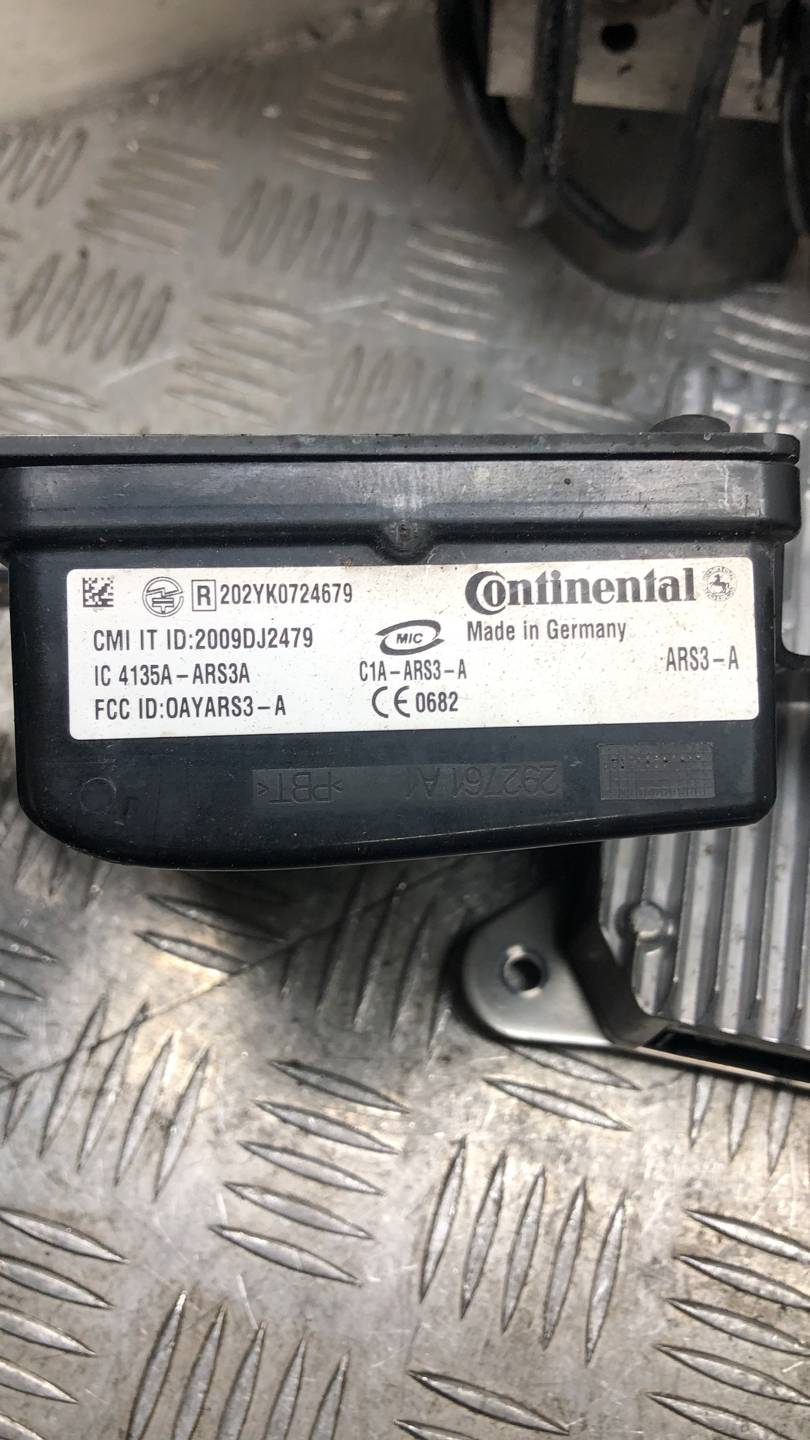 R 202YK0724679
Continental
CMI IT ID:2009DJ2479
MIC
Made in Germany
IC 4135A-ARS3A
C1A-ARS3-A
ARS3-A
FCC ID:OAYARS3-A
CE 0682
292761 A1 >PBT<